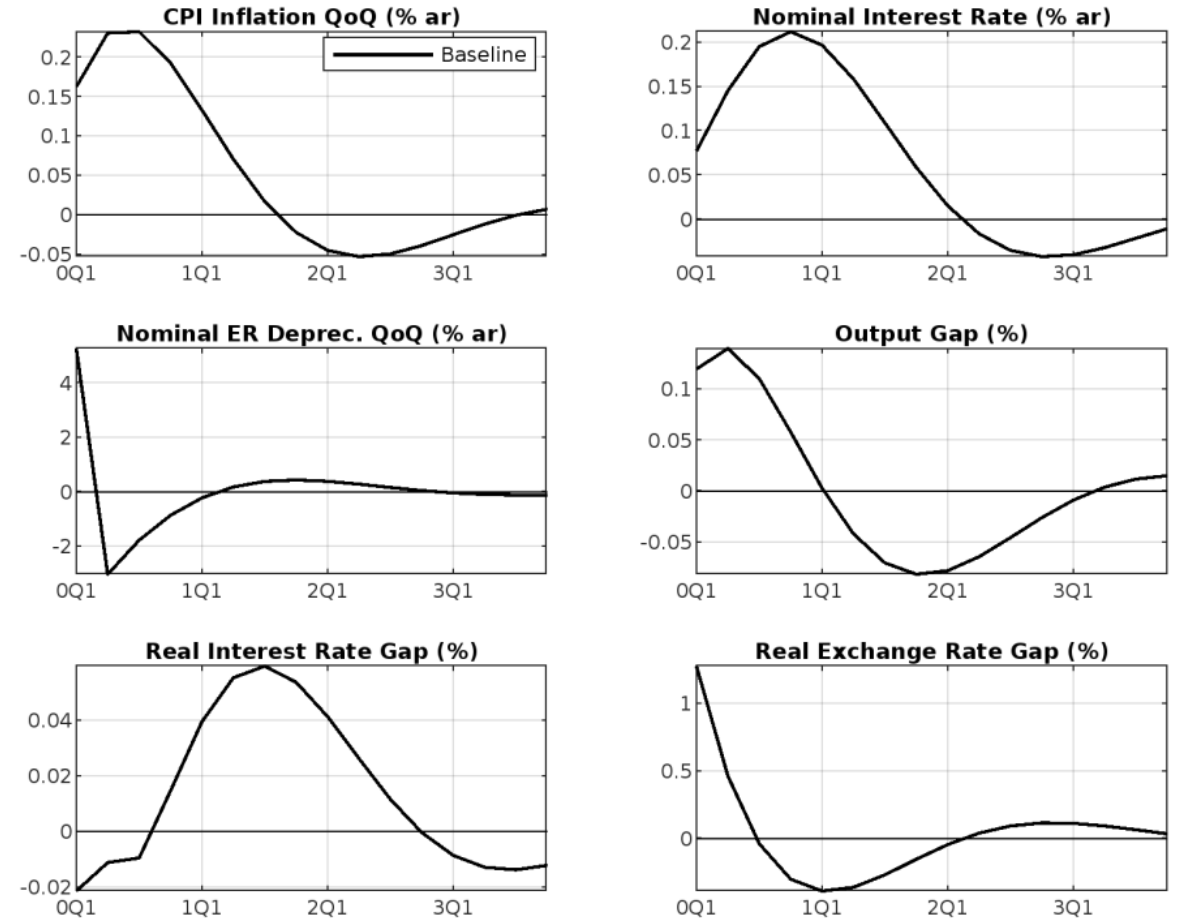 CPI Inflation QoQ (% ar)
0.2
0.15
0.1
0.05
0
-0.05
0Q1 1Q1 2Q1 3Q1
Baseline
Nominal Interest Rate (% ar)
0.2
0.15
0.1
0.05
0
0Q1 1Q1 2Q1 3Q1
Nominal ER Deprec. QoQ (% ar)
4
2
0
-2
0Q1 1Q1 2Q1 3Q1
Output Gap (%)
0.1
0.05
0
-0.05
0Q1 1Q1 2Q1 3Q1
Real Interest Rate Gap (%)
0.04
0.02
0
-0.02
0Q1 1Q1 2Q1 3Q1
Real Exchange Rate Gap (%)
1
0.5
0
0Q1 1Q1 2Q1 3Q1